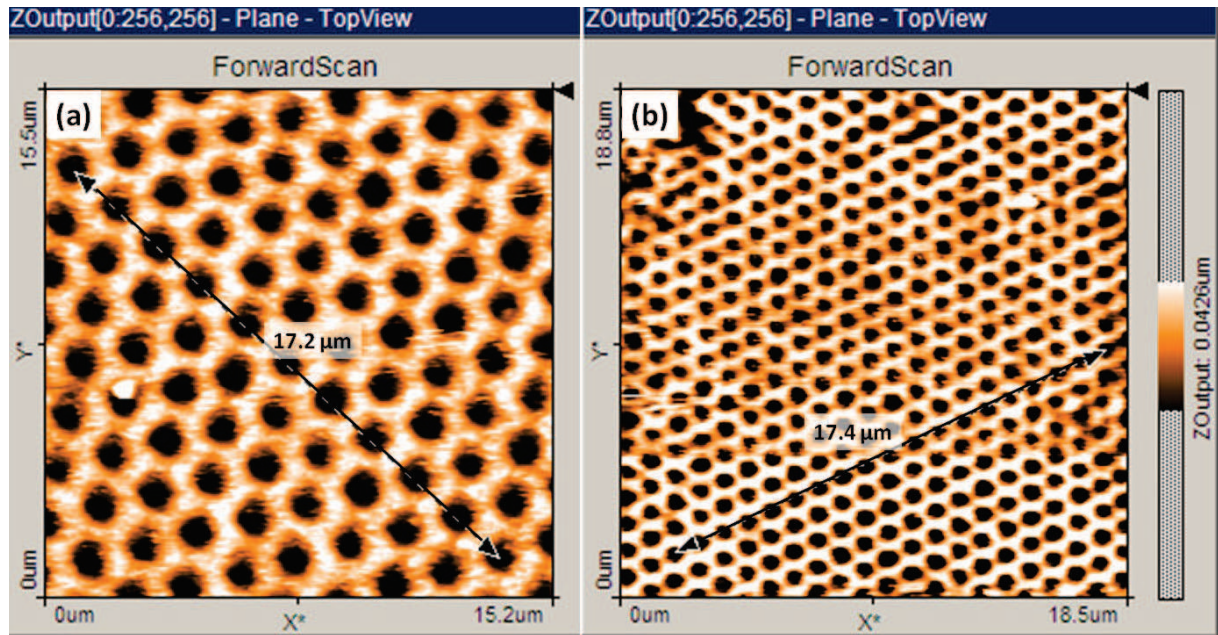 ZOutput[0:256,256] - Plane - TopView
ForwardScan
(a)
15.5um
17.2 µm
Y*
0um
0um
X*
15.2um
ZOutput[0:256,256] - Plane - TopView
ForwardScan
(b)
18.8um
17.4 µm
Y*
0um
0um
X*
18.5um
ZOutput: 0.0426um